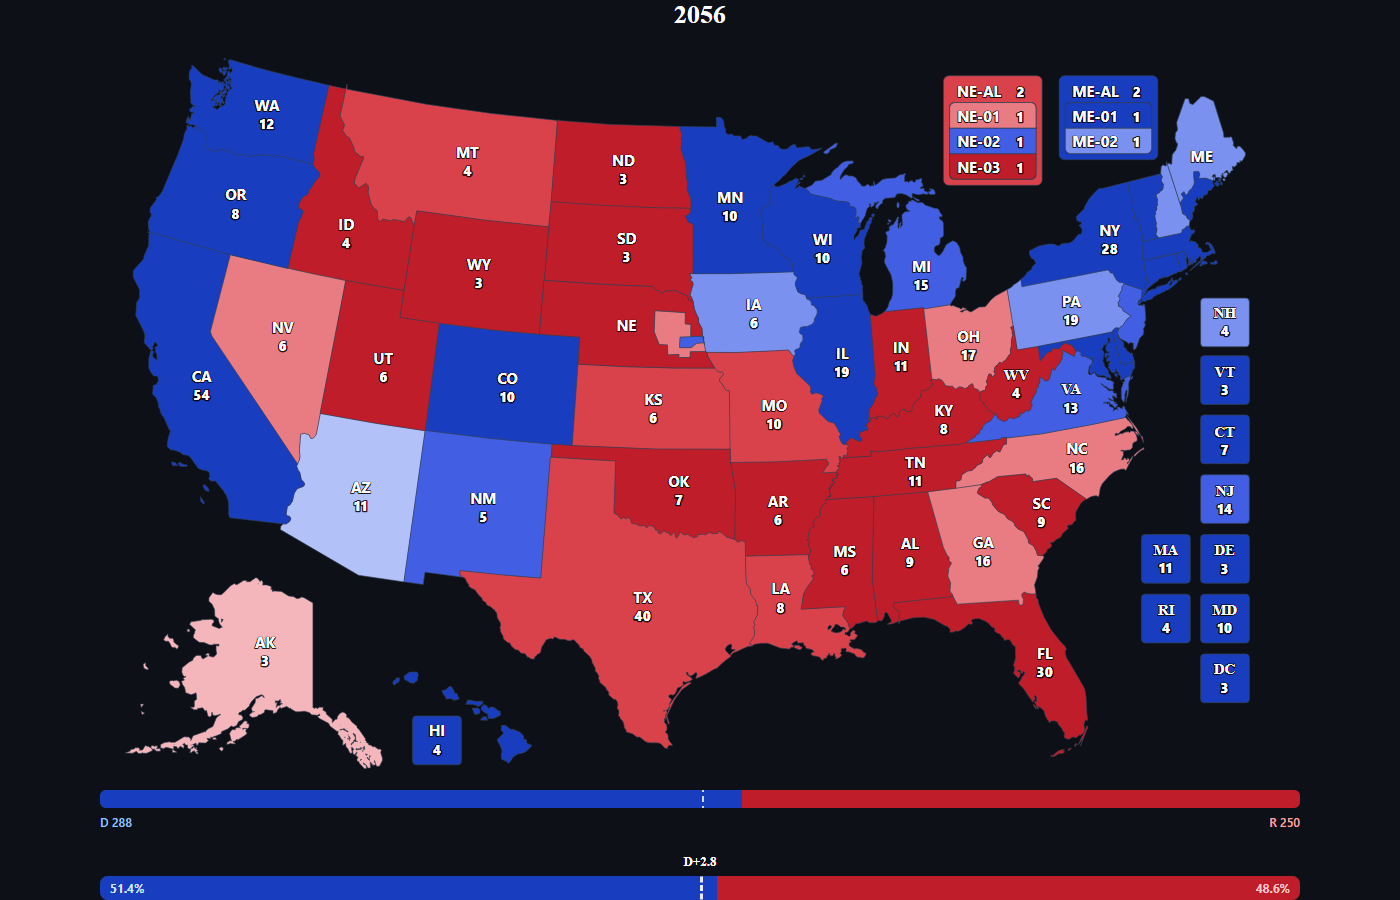 2056
WA
12
OR
8
CA
54
NV
6
ID
4
MT
4
WY
3
UT
6
AZ
11
CO
10
NM
5
ND
3
SD
3
NE
KS
6
OK
7
TX
40
MN
10
IA
6
MO
10
AR
6
LA
8
WI
10
IL
19
MI
15
IN
11
OH
17
KY
8
TN
11
MS
6
AL
9
GA
16
FL
30
SC
9
NC
16
VA
13
WV
4
PA
19
NY
28
ME
AK
3
HI
4
NE-AL 2
NE-01 1
NE-02 1
NE-03 1
ME-AL 2
ME-01 1
ME-02 1
NH
4
VT
3
CT
7
NJ
14
MA
11
DE
3
RI
4
MD
10
DC
3
D 288
R 250
D+2.8
51.4%
48.6%